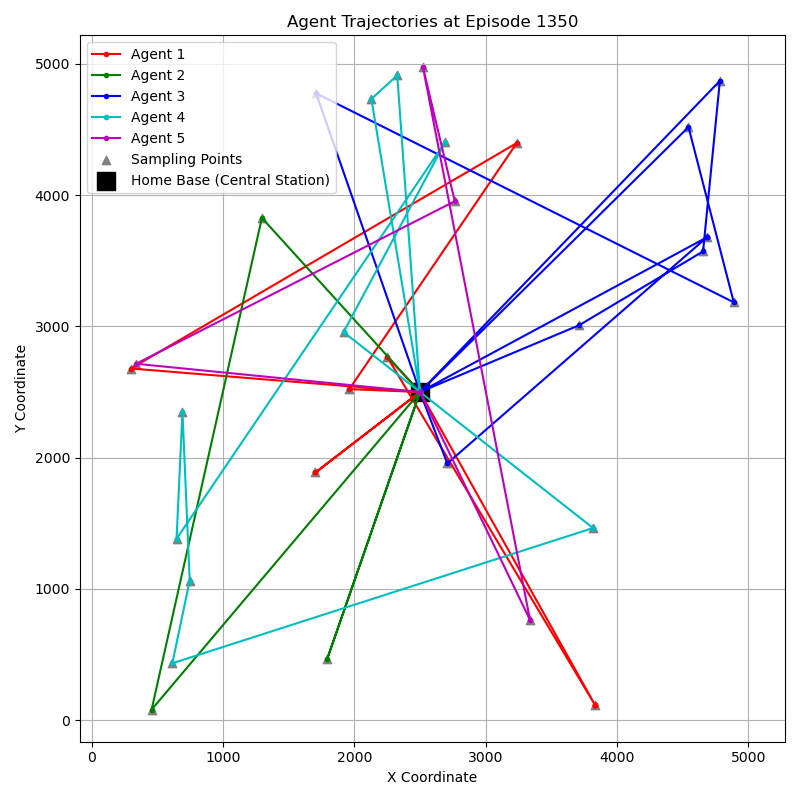 Agent Trajectories at Episode 1350
Agent 1
Agent 2
Agent 3
Agent 4
Agent 5
Sampling Points
Home Base (Central Station)
Y Coordinate
5000
4000
3000
2000
1000
0
0 1000 2000 3000 4000 5000
X Coordinate